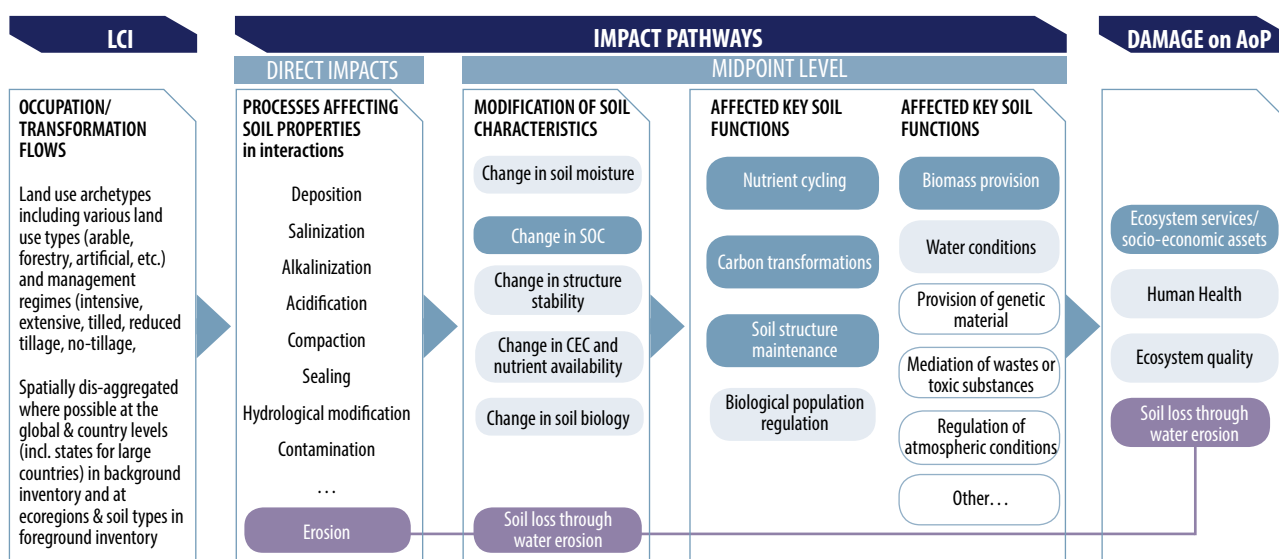 LCI
IMPACT PATHWAYS
DAMAGE on AoP
DIRECT IMPACTS
MIDPOINT LEVEL
OCCUPATION/
TRANSFORMATION
FLOWS
Land use archetypes
including various land
use types (arable,
forestry, artificial, etc.)
and management
regimes (intensive,
extensive, tilled, reduced
tillage, no-tillage,
Spatially dis-aggregated
where possible at the
global & country levels
(incl. states for large
countries) in background
inventory and at
ecoregions & soil types in
foreground inventory
PROCESSES AFFECTING
SOIL PROPERTIES
in interactions
Deposition
Salinization
Alkalinization
Acidification
Compaction
Sealing
Hydrological modification
Contamination
...
Erosion
MODIFICATION OF SOIL
CHARACTERISTICS
Change in soil moisture
Change in SOC
Change in structure
stability
Change in CEC and
nutrient availability
Change in soil biology
Soil loss through
water erosion
AFFECTED KEY SOIL
FUNCTIONS
Nutrient cycling
Carbon transformations
Soil structure
maintenance
Biological population
regulation
AFFECTED KEY SOIL
FUNCTIONS
Biomass provision
Water conditions
Provision of genetic
material
Mediation of wastes or
toxic substances
Regulation of
atmospheric conditions
Other...
Ecosystem services/
socio-economic assets
Human Health
Ecosystem quality
Soil loss through
water erosion